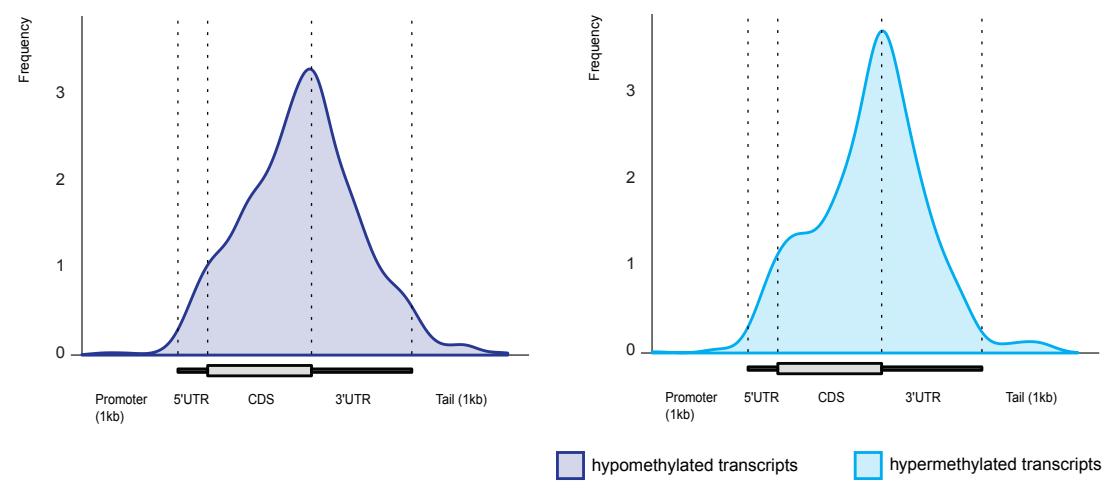 Frequency
3
2
1
0
Promoter (1kb)
5'UTR
CDS
3'UTR
Tail (1kb)
Frequency
3
2
1
0
Promoter (1kb)
5'UTR
CDS
3'UTR
Tail (1kb)
hypomethylated transcripts
hypermethylated transcripts